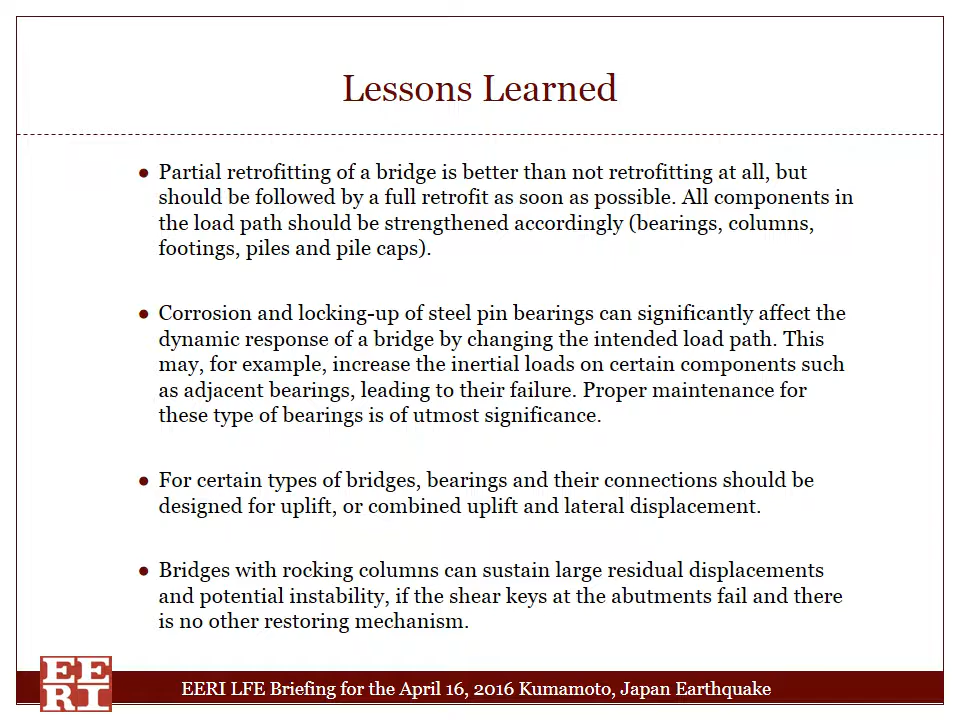 Lessons Learned
● Partial retrofitting of a bridge is better than not retrofitting at all, but
should be followed by a full retrofit as soon as possible. All components in
the load path should be strengthened accordingly (bearings, columns,
footings, piles and pile caps).
● Corrosion and locking-up of steel pin bearings can significantly affect the
dynamic response of a bridge by changing the intended load path. This
may, for example, increase the inertial loads on certain components such
as adjacent bearings, leading to their failure. Proper maintenance for
these type of bearings is of utmost significance.
● For certain types of bridges, bearings and their connections should be
designed for uplift, or combined uplift and lateral displacement.
● Bridges with rocking columns can sustain large residual displacements
and potential instability, if the shear keys at the abutments fail and there
is no other restoring mechanism.
EE
RI
EERI LFE Briefing for the April 16, 2016 Kumamoto, Japan Earthquake